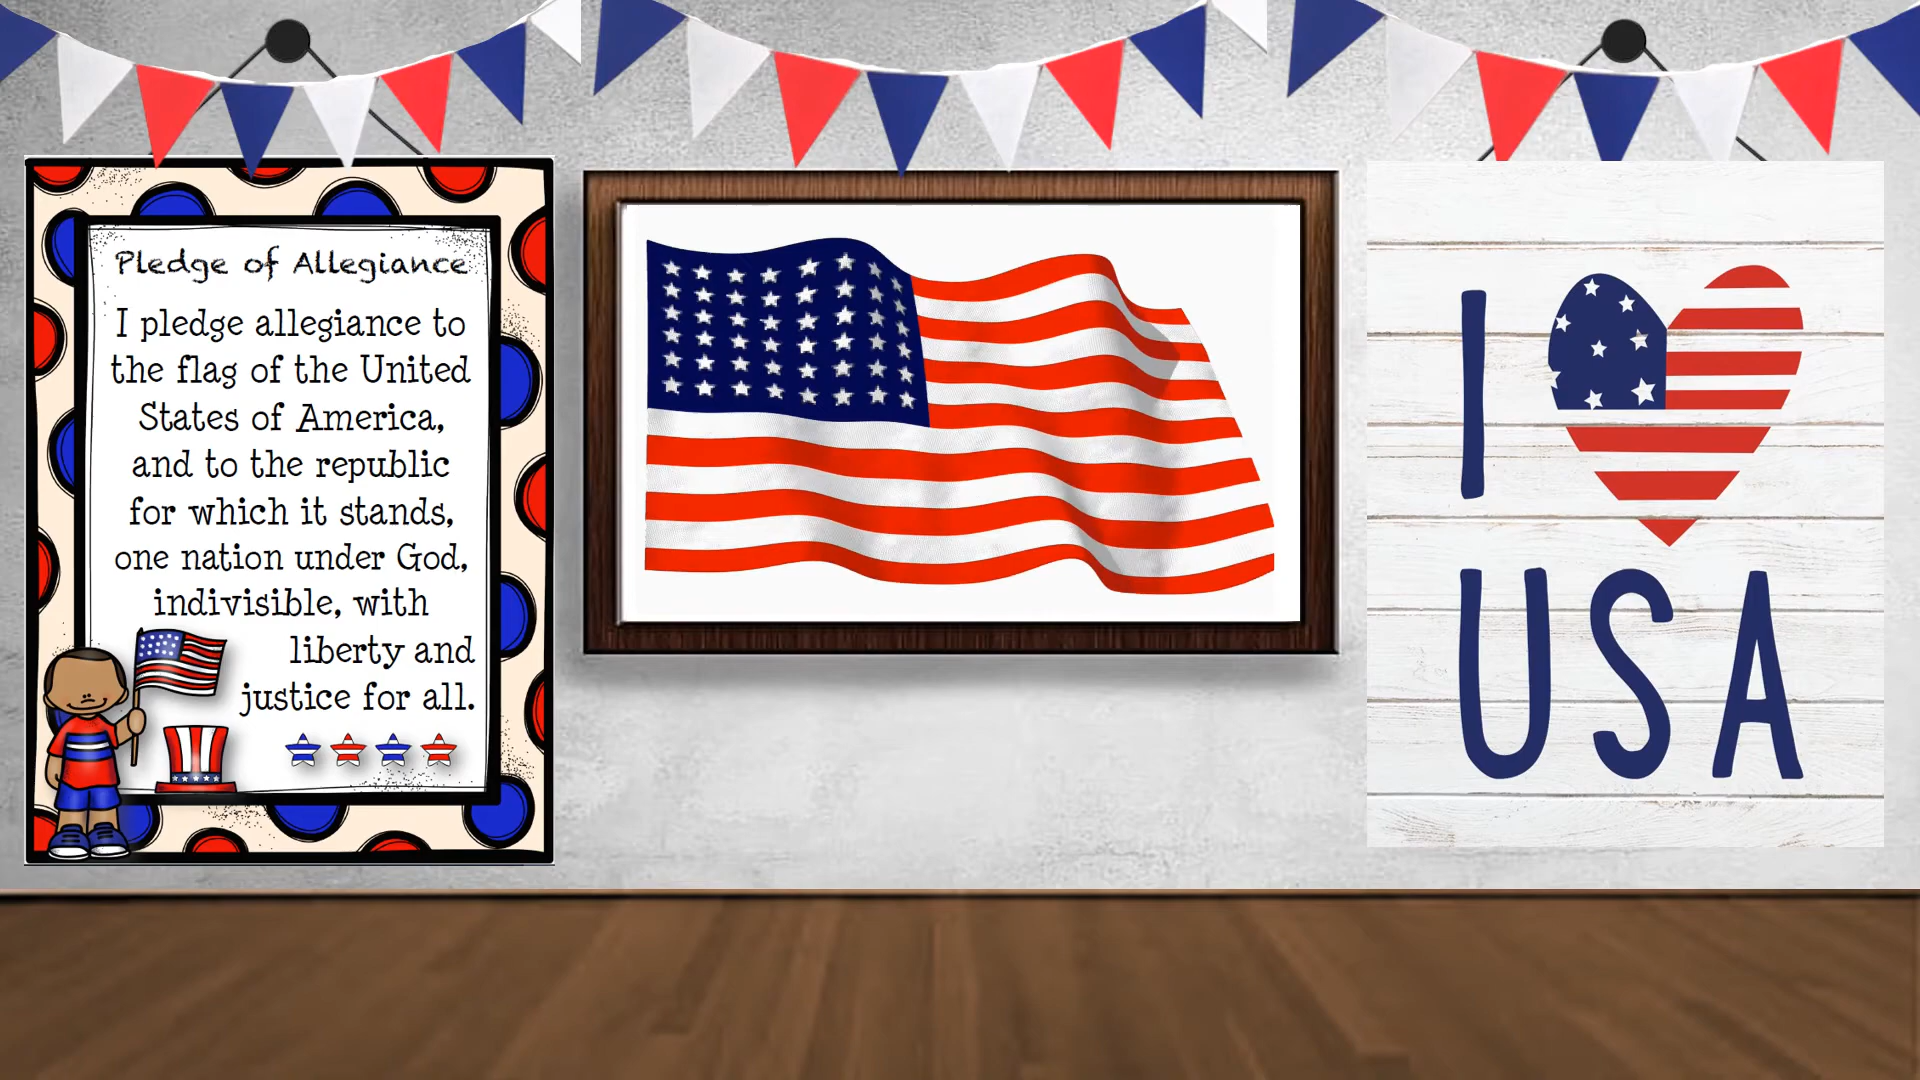 Pledge of Allegiance
I pledge allegiance to
the flag of the United
States of America,
and to the republic
for which it stands,
one nation under God,
indivisible, with
liberty and
justice for all.
I
USA